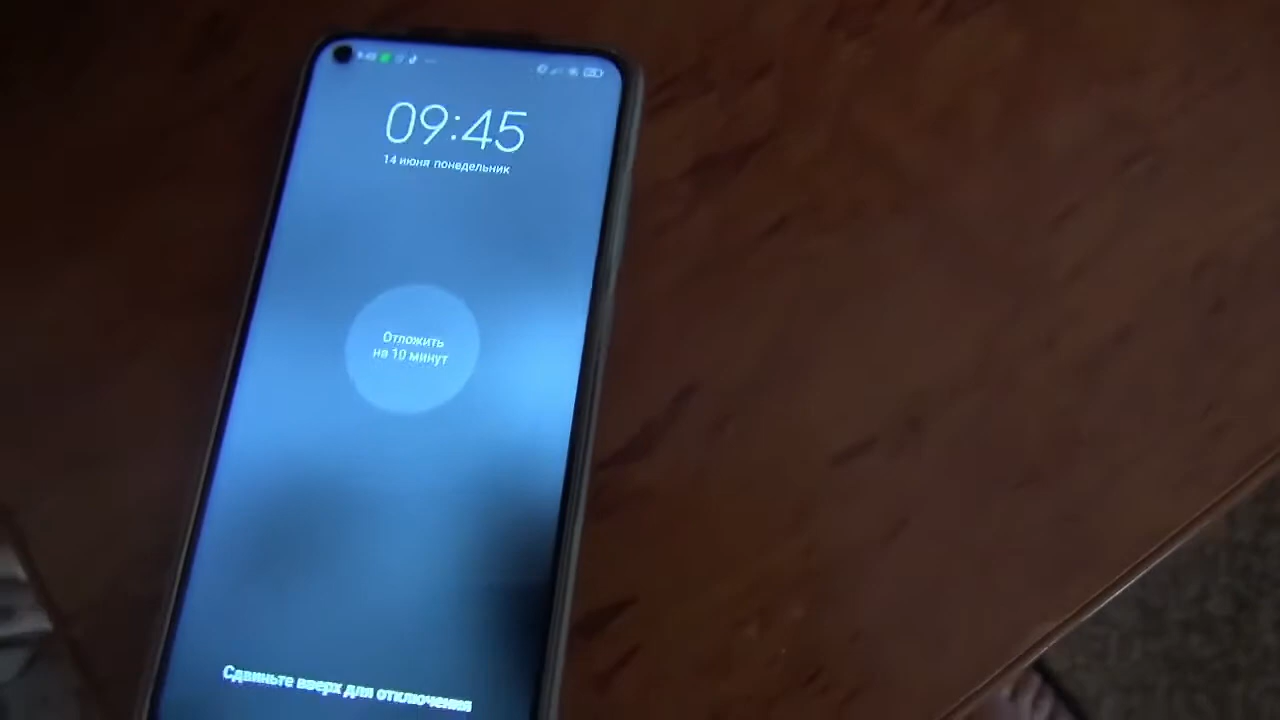 09:45
14 июня понедельник
Отложить
на 10 минут
Сдвиньте вверх для отключения